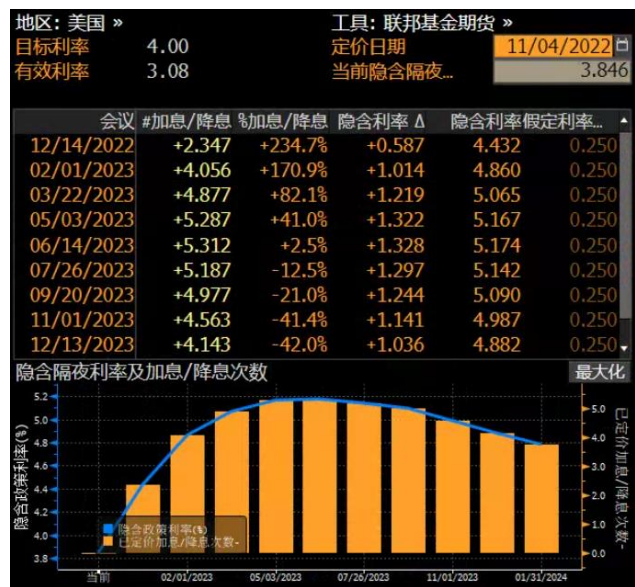 地区: 美国 » 工具: 联邦基金期货 »
目标利率 4.00 定价日期 11/04/2022
有效利率 3.08 当前隐含隔夜... 3.846
会议 #加息/降息 %加息/降息 隐含利率 Δ 隐含利率 假定利率...
12/14/2022 +2.347 +234.7% +0.587 4.432 0.250
02/01/2023 +4.056 +170.9% +1.014 4.860 0.250
03/22/2023 +4.877 +82.1% +1.219 5.065 0.250
05/03/2023 +5.287 +41.0% +1.322 5.167 0.250
06/14/2023 +5.312 +2.5% +1.328 5.174 0.250
07/26/2023 +5.187 -12.5% +1.297 5.142 0.250
09/20/2023 +4.977 -21.0% +1.244 5.090 0.250
11/01/2023 +4.563 -41.4% +1.141 4.987 0.250
12/13/2023 +4.143 -42.0% +1.036 4.882 0.250
隐含隔夜利率及加息/降息次数 最大化
隐含政策利率(%)
5.2
5.0
4.8
4.6
4.4
4.2
4.0
3.8
隐含政策利率(%)
已定价加息/降息次数-
5.0
4.0
3.0
2.0
1.0
0.0
已定价加息/降息次数-
当前 02/01/2023 05/03/2023 07/26/2023 11/01/2023 01/31/2024